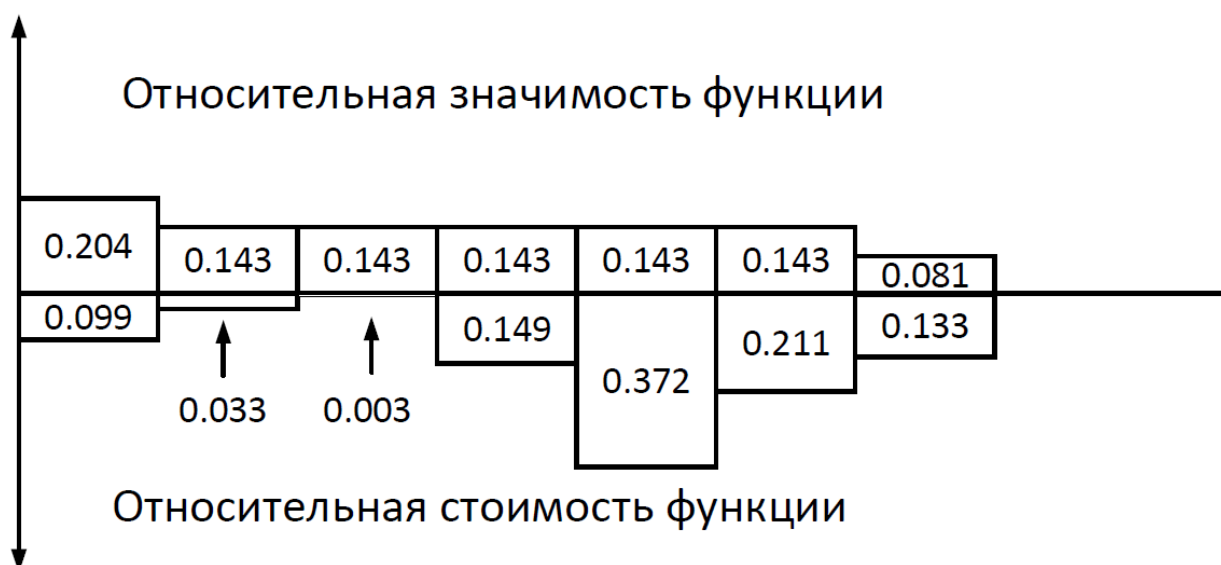 Относительная значимость функции
0.204 0.143 0.143 0.143 0.143 0.143 0.081
0.099 0.149 0.372 0.211 0.133
0.033 0.003
Относительная стоимость функции